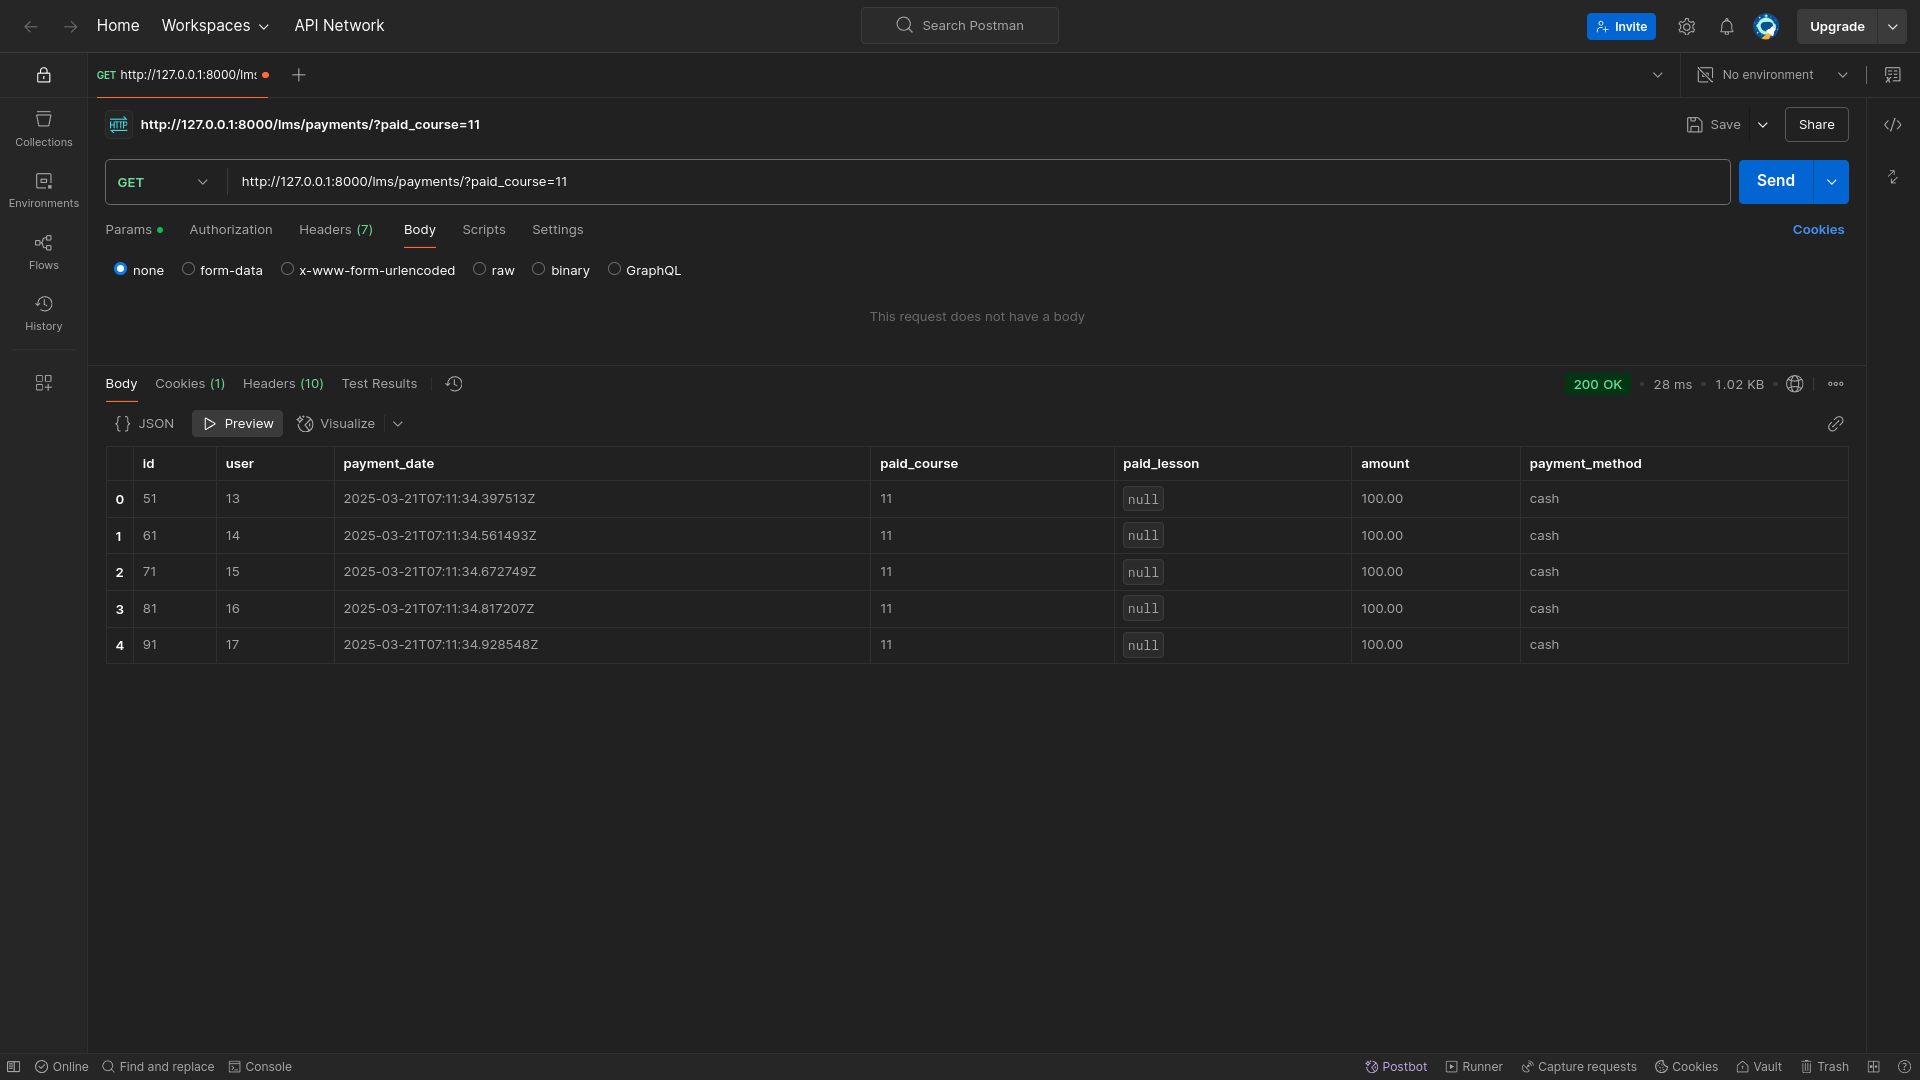 Home Workspaces API Network Search Postman Invite Upgrade
GET http://127.0.0.1:8000/lms No environment
HTTP http://127.0.0.1:8000/lms/payments/?paid_course=11 Save Share
Collections
GET http://127.0.0.1:8000/lms/payments/?paid_course=11 Send
Environments
Params Authorization Headers (7) Body Scripts Settings Cookies
Flows
none form-data x-www-form-urlencoded raw binary GraphQL
History
This request does not have a body
Body Cookies (1) Headers (10) Test Results 200 OK • 28 ms • 1.02 KB •
{} JSON Preview Visualize
id user payment_date paid_course paid_lesson amount payment_method
0 51 13 2025-03-21T07:11:34.397513Z 11 null 100.00 cash
1 61 14 2025-03-21T07:11:34.561493Z 11 null 100.00 cash
2 71 15 2025-03-21T07:11:34.672749Z 11 null 100.00 cash
3 81 16 2025-03-21T07:11:34.817207Z 11 null 100.00 cash
4 91 17 2025-03-21T07:11:34.928548Z 11 null 100.00 cash
Online Find and replace Console Postbot Runner Capture requests Cookies Vault Trash